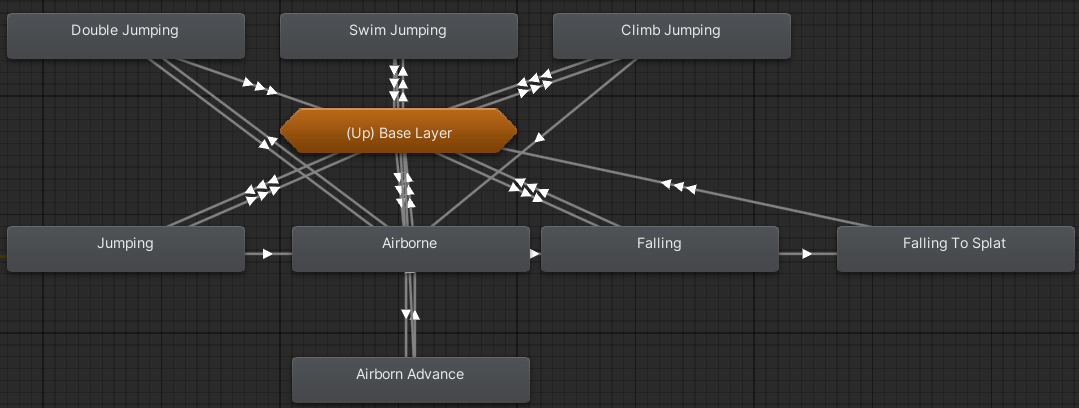 Double Jumping
Swim Jumping
Climb Jumping
(Up) Base Layer
Jumping
Airborne
Falling
Falling To Splat
Airborn Advance